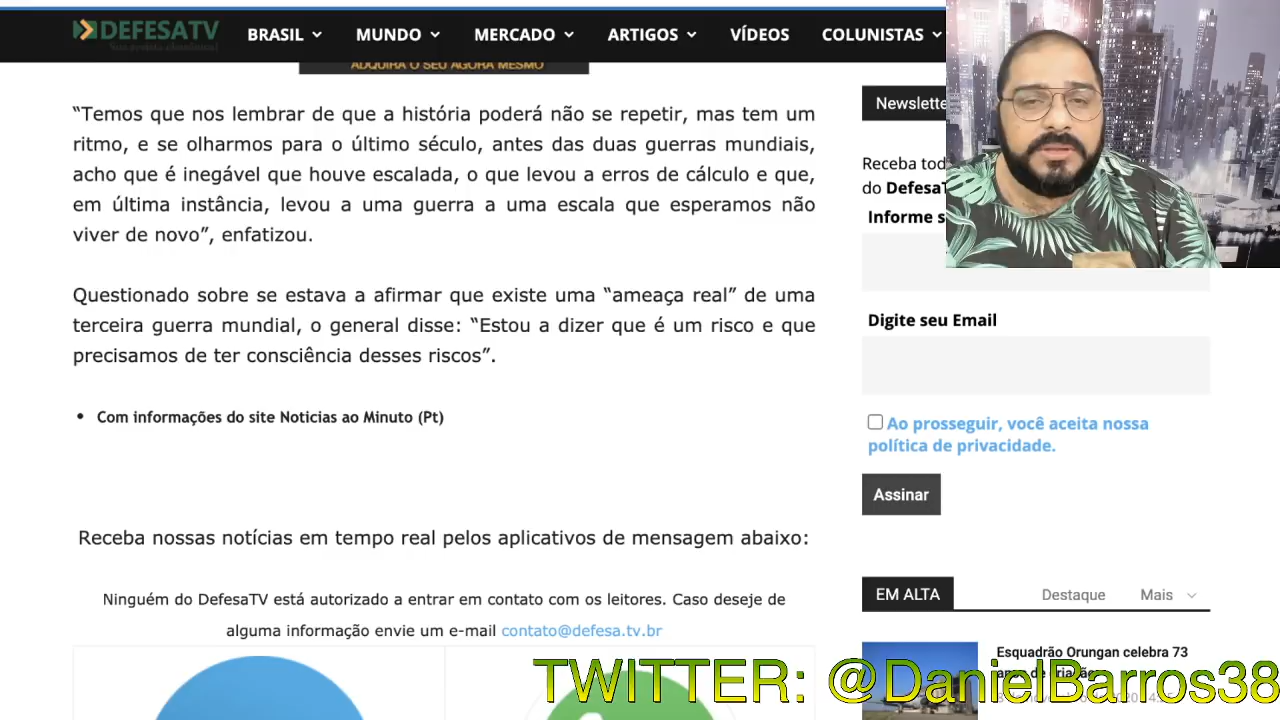 DEFESATV
BRASIL MUNDO MERCADO ARTIGOS VÍDEOS COLUNISTAS
ADQUIRA O SEU AGORA MESMO
“Temos que nos lembrar de que a história poderá não se repetir, mas tem um
ritmo, e se olharmos para o último século, antes das duas guerras mundiais,
acho que é inegável que houve escalada, o que levou a erros de cálculo e que,
em última instância, levou a uma guerra a uma escala que esperamos não
viver de novo”, enfatizou.
Questionado sobre se estava a afirmar que existe uma “ameaça real” de uma
terceira guerra mundial, o general disse: “Estou a dizer que é um risco e que
precisamos de ter consciência desses riscos”.
• Com informações do site Noticias ao Minuto (Pt)
Receba nossas notícias em tempo real pelos aplicativos de mensagem abaixo:
Ninguém do DefesaTV está autorizado a entrar em contato com os leitores. Caso deseje de
alguma informação envie um e-mail contato@defesa.tv.br
Newslette
Receba tod
do DefesaT
Informe s
Digite seu Email
Ao prosseguir, você aceita nossa
política de privacidade.
Assinar
EM ALTA Destaque Mais
Esquadrão Orungan celebra 73
TWITTER: @DanielBarros38